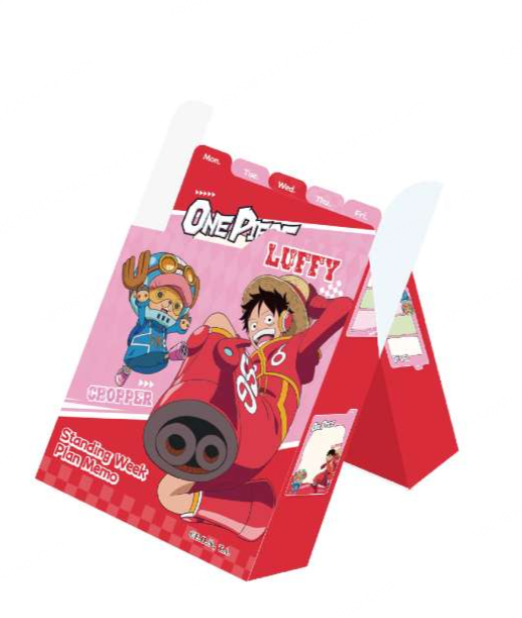 Mon.
Tue.
Wed.
Thu.
Fri.
ONE PIECE
LUFFY
CHOPPER
Standing Week
Plan Memo